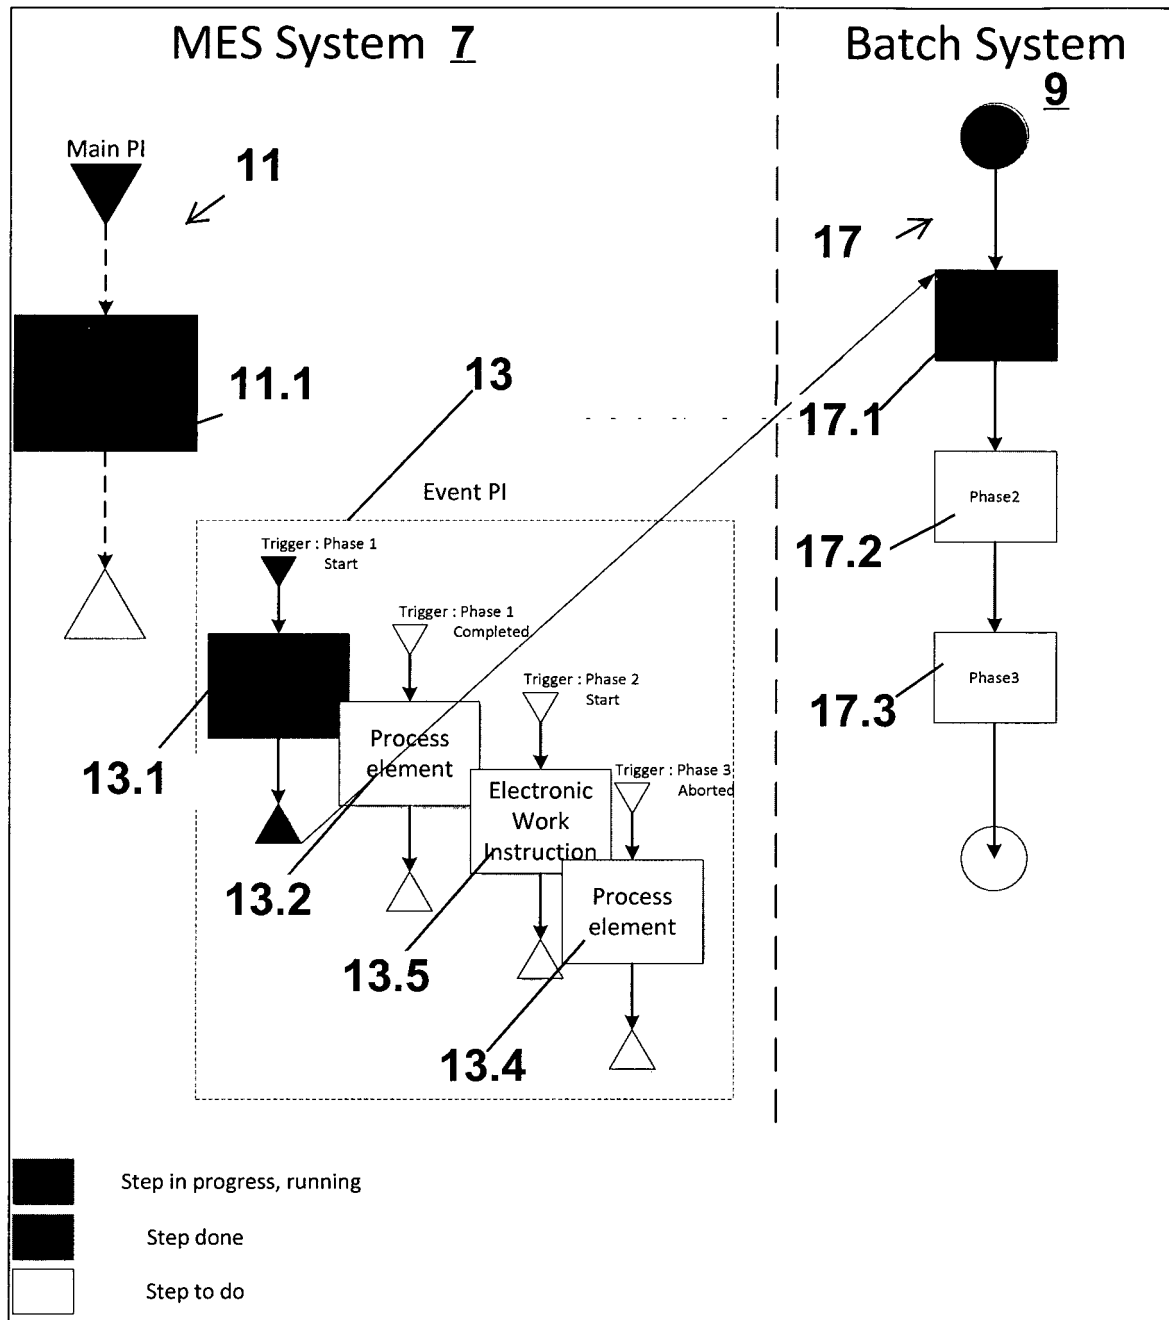 MES System 7
Batch System
9
Main PI
11
17
11.1
13
17.1
Event PI
Phase2
17.2
Trigger : Phase 1
Start
Trigger : Phase 1
Completed
Trigger : Phase 2
Start
Phase3
17.3
13.1
Process
element
Trigger : Phase 3
Aborted
Electronic
Work
Instruction
13.2
Process
element
13.5
13.4
Step in progress, running
Step done
Step to do